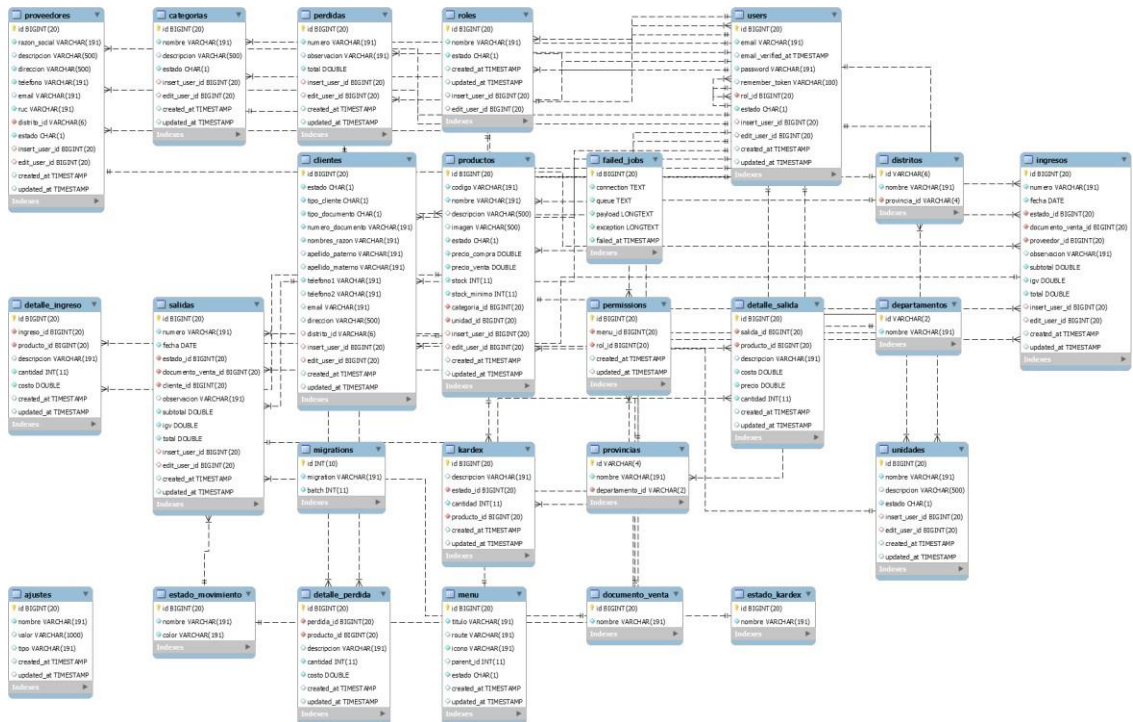 proveedores
id BIGINT(20)
razon_social VARCHAR(191)
descripcion VARCHAR(500)
direccion VARCHAR(500)
telefono VARCHAR(191)
email VARCHAR(191)
ruc VARCHAR(191)
distrito_id VARCHAR(6)
estado CHAR(1)
insert_user_id BIGINT(20)
edit_user_id BIGINT(20)
created_at TIMESTAMP
updated_at TIMESTAMP
Indexes
categorias
id BIGINT(20)
nombre VARCHAR(191)
descripcion VARCHAR(500)
estado CHAR(1)
insert_user_id BIGINT(20)
edit_user_id BIGINT(20)
created_at TIMESTAMP
updated_at TIMESTAMP
Indexes
perdidas
id BIGINT(20)
numero VARCHAR(191)
observacion VARCHAR(191)
total DOUBLE
insert_user_id BIGINT(20)
edit_user_id BIGINT(20)
created_at TIMESTAMP
updated_at TIMESTAMP
Indexes
roles
id BIGINT(20)
nombre VARCHAR(191)
estado CHAR(1)
created_at TIMESTAMP
updated_at TIMESTAMP
insert_user_id BIGINT(20)
edit_user_id BIGINT(20)
Indexes
users
id BIGINT(20)
email VARCHAR(191)
email_verified_at TIMESTAMP
password VARCHAR(191)
remember_token VARCHAR(100)
rol_id BIGINT(20)
estado CHAR(1)
insert_user_id BIGINT(20)
edit_user_id BIGINT(20)
created_at TIMESTAMP
updated_at TIMESTAMP
Indexes
clientes
id BIGINT(20)
estado CHAR(1)
tipo_cliente CHAR(1)
tipo_documento CHAR(1)
numero_documento VARCHAR(191)
nombres_razon VARCHAR(191)
apellido_paterno VARCHAR(191)
apellido_materno VARCHAR(191)
telefono1 VARCHAR(191)
telefono2 VARCHAR(191)
email VARCHAR(191)
direccion VARCHAR(500)
distrito_id VARCHAR(6)
insert_user_id BIGINT(20)
edit_user_id BIGINT(20)
created_at TIMESTAMP
updated_at TIMESTAMP
Indexes
productos
id BIGINT(20)
codigo VARCHAR(191)
nombre VARCHAR(191)
descripcion VARCHAR(500)
imagen VARCHAR(500)
estado CHAR(1)
precio_compra DOUBLE
precio_venta DOUBLE
stock INT(11)
stock_minimo INT(11)
categoria_id BIGINT(20)
unidad_id BIGINT(20)
insert_user_id BIGINT(20)
edit_user_id BIGINT(20)
created_at TIMESTAMP
updated_at TIMESTAMP
Indexes
failed_jobs
id BIGINT(20)
connection TEXT
queue TEXT
payload LONGTEXT
exception LONGTEXT
failed_at TIMESTAMP
Indexes
distritos
id VARCHAR(6)
nombre VARCHAR(191)
provincia_id VARCHAR(4)
Indexes
ingresos
id BIGINT(20)
numero VARCHAR(191)
fecha DATE
estado_id BIGINT(20)
documento_venta_id BIGINT(20)
proveedor_id BIGINT(20)
observacion VARCHAR(191)
subtotal DOUBLE
igv DOUBLE
total DOUBLE
insert_user_id BIGINT(20)
edit_user_id BIGINT(20)
created_at TIMESTAMP
updated_at TIMESTAMP
Indexes
detalle_ingreso
id BIGINT(20)
ingreso_id BIGINT(20)
producto_id BIGINT(20)
descripcion VARCHAR(191)
cantidad INT(11)
costo DOUBLE
created_at TIMESTAMP
updated_at TIMESTAMP
Indexes
salidas
id BIGINT(20)
numero VARCHAR(191)
fecha DATE
estado_id BIGINT(20)
documento_venta_id BIGINT(20)
cliente_id BIGINT(20)
observacion VARCHAR(191)
subtotal DOUBLE
igv DOUBLE
total DOUBLE
insert_user_id BIGINT(20)
edit_user_id BIGINT(20)
created_at TIMESTAMP
updated_at TIMESTAMP
Indexes
permissions
id BIGINT(20)
menu_id BIGINT(20)
rol_id BIGINT(20)
created_at TIMESTAMP
updated_at TIMESTAMP
Indexes
detalle_salida
id BIGINT(20)
salida_id BIGINT(20)
producto_id BIGINT(20)
descripcion VARCHAR(191)
costo DOUBLE
preco DOUBLE
cantidad INT(11)
created_at TIMESTAMP
updated_at TIMESTAMP
Indexes
departamentos
id VARCHAR(2)
nombre VARCHAR(191)
Indexes
migrations
id INT(10)
migration VARCHAR(191)
batch INT(11)
Indexes
kardex
id BIGINT(20)
descripcion VARCHAR(191)
estado_id BIGINT(20)
cantidad INT(11)
producto_id BIGINT(20)
created_at TIMESTAMP
updated_at TIMESTAMP
Indexes
provincias
id VARCHAR(4)
nombre VARCHAR(191)
departamento_id VARCHAR(2)
Indexes
unidades
id BIGINT(20)
nombre VARCHAR(191)
descripcion VARCHAR(500)
estado CHAR(1)
insert_user_id BIGINT(20)
edit_user_id BIGINT(20)
created_at TIMESTAMP
updated_at TIMESTAMP
Indexes
ajustes
id BIGINT(20)
nombre VARCHAR(191)
valor VARCHAR(1000)
tipo VARCHAR(191)
created_at TIMESTAMP
updated_at TIMESTAMP
Indexes
estado_movimiento
id BIGINT(20)
nombre VARCHAR(191)
color VARCHAR(191)
Indexes
detalle_perdida
id BIGINT(20)
perdida_id BIGINT(20)
producto_id BIGINT(20)
descripcion VARCHAR(191)
cantidad INT(11)
costo DOUBLE
created_at TIMESTAMP
updated_at TIMESTAMP
Indexes
menu
id BIGINT(20)
titulo VARCHAR(191)
route VARCHAR(191)
icono VARCHAR(191)
parent_id INT(11)
estado CHAR(1)
created_at TIMESTAMP
updated_at TIMESTAMP
Indexes
documento_venta
id BIGINT(20)
nombre VARCHAR(191)
Indexes
estado_kardex
id BIGINT(20)
nombre VARCHAR(191)
Indexes